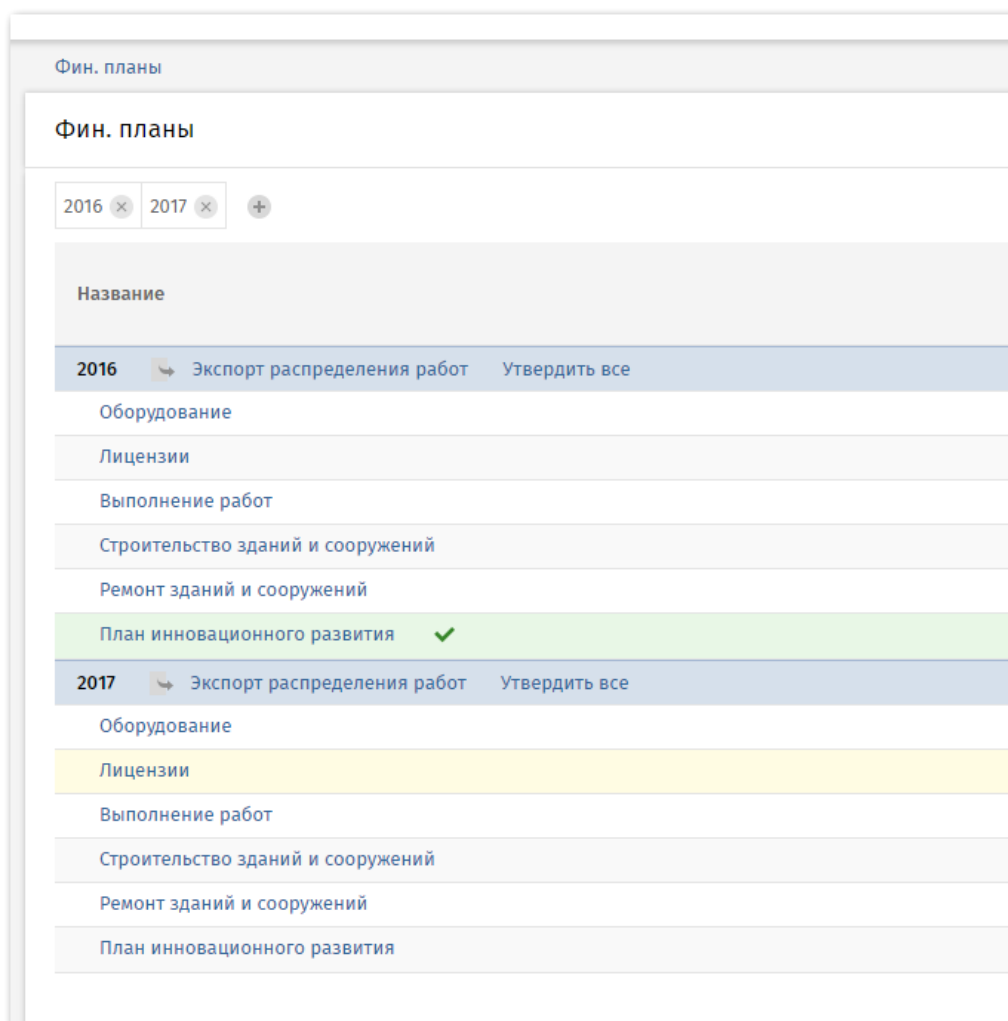 Фин. планы
Фин. планы
2016 2017
Название
2016 Экспорт распределения работ Утвердить все
Оборудование
Лицензии
Выполнение работ
Строительство зданий и сооружений
Ремонт зданий и сооружений
План инновационного развития
2017 Экспорт распределения работ Утвердить все
Оборудование
Лицензии
Выполнение работ
Строительство зданий и сооружений
Ремонт зданий и сооружений
План инновационного развития